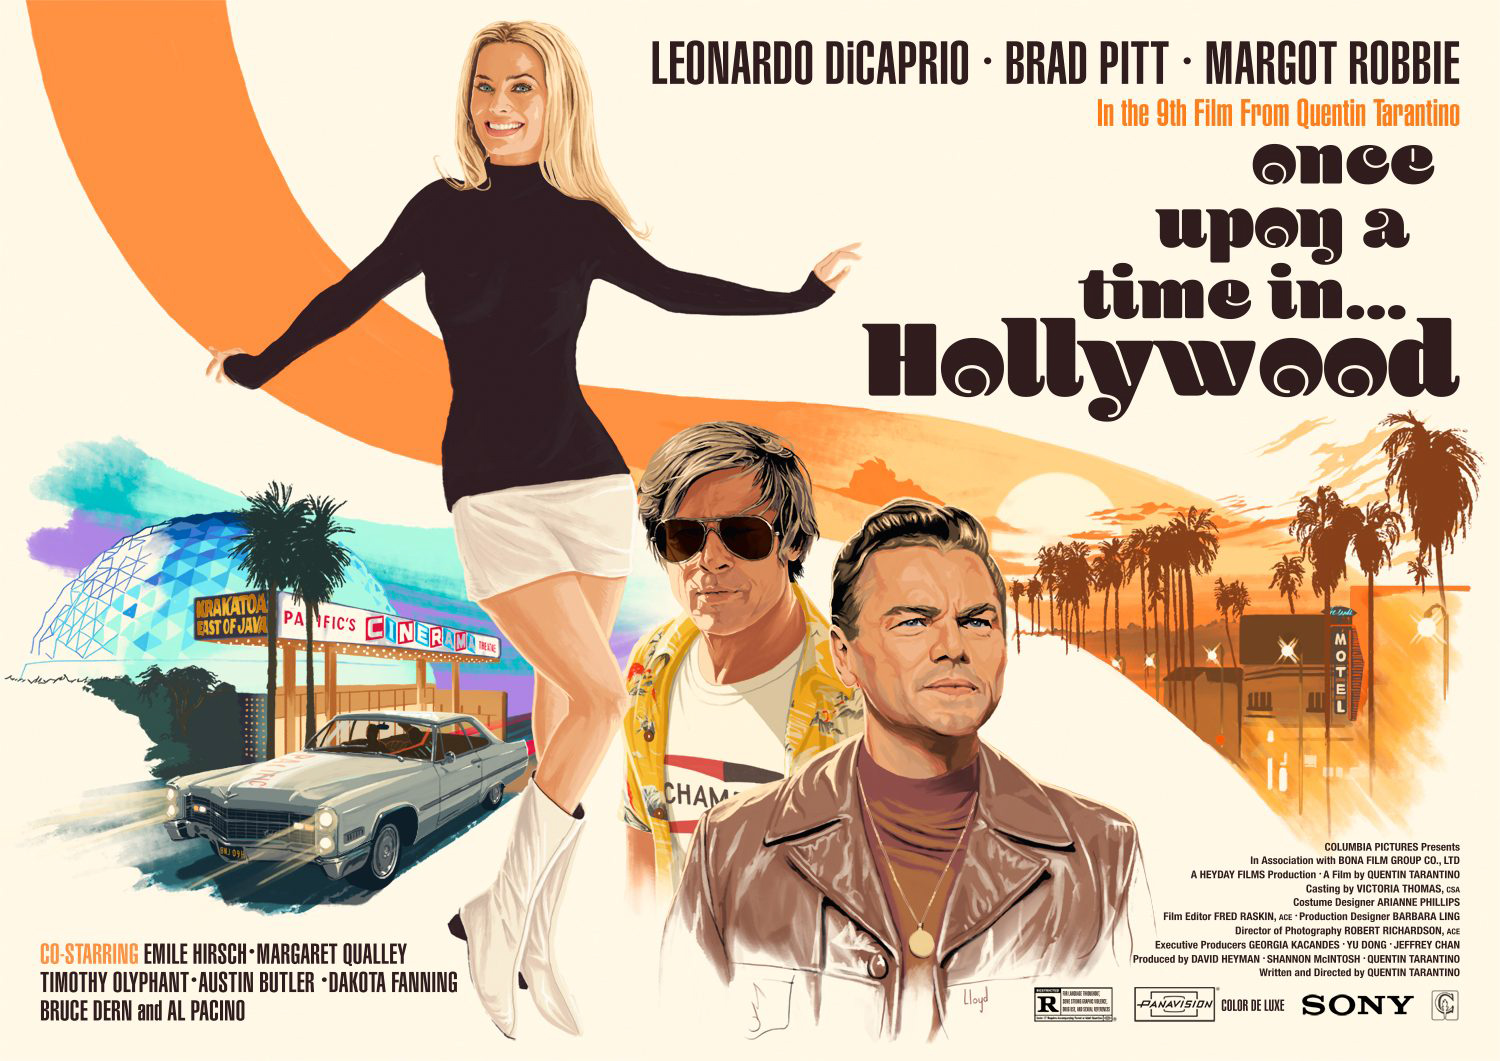 LEONARDO DiCAPRIO · BRAD PITT · MARGOT ROBBIE
In the 9th Film From Quentin Tarantino
once
upon a
time in...
Hollywood
KRAKATOA
EAST OF JAVA
PACIFIC'S CINERAMA THEATRE
MOTEL
CHAMP
CO-STARRING EMILE HIRSCH • MARGARET QUALLEY
TIMOTHY OLYPHANT • AUSTIN BUTLER • DAKOTA FANNING
BRUCE DERN and AL PACINO
COLUMBIA PICTURES Presents
In Association with BONA FILM GROUP CO., LTD
A HEYDAY FILMS Production · A Film by QUENTIN TARANTINO
Casting by VICTORIA THOMAS, CSA
Costume Designer ARIANNE PHILLIPS
Film Editor FRED RASKIN, ACE · Production Designer BARBARA LING
Director of Photography ROBERT RICHARDSON, ACE
Executive Producers GEORGIA KACANDES · YU DONG · JEFFREY CHAN
Produced by DAVID HEYMAN · SHANNON McINTOSH · QUENTIN TARANTINO
Written and Directed by QUENTIN TARANTINO
Lloyd
RESTRICTED
R
PANAVISION® COLOR DE LUXE SONY